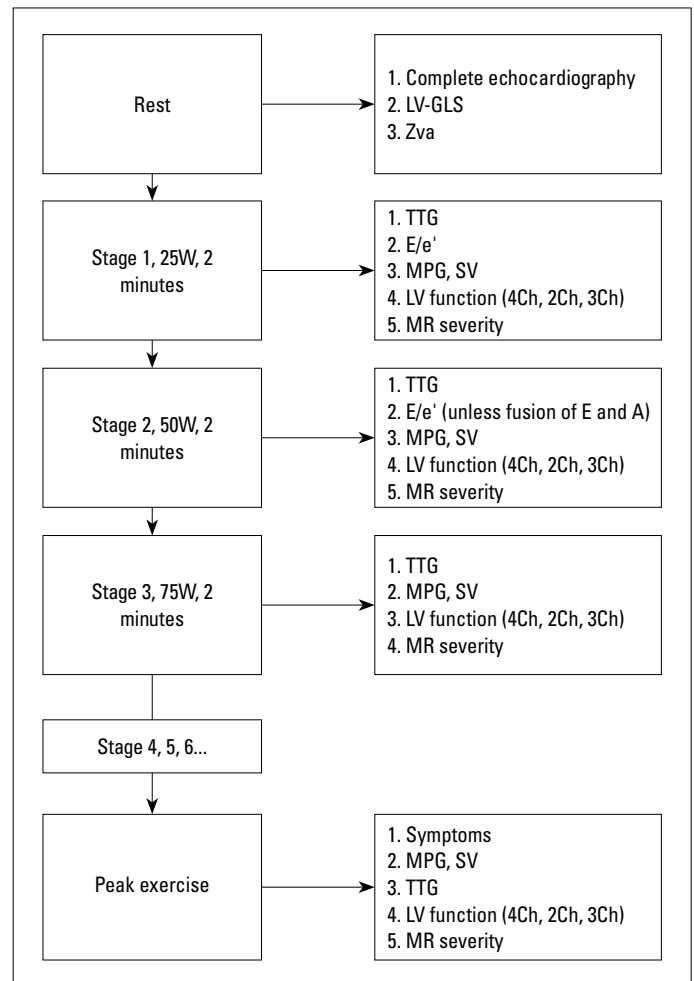 Rest
1. Complete echocardiography
2. LV-GLS
3. Zva
Stage 1, 25W, 2
minutes
1. TTG
2. E/e'
3. MPG, SV
4. LV function (4Ch, 2Ch, 3Ch)
5. MR severity
Stage 2, 50W, 2
minutes
1. TTG
2. E/e' (unless fusion of E and A)
3. MPG, SV
4. LV function (4Ch, 2Ch, 3Ch)
5. MR severity
Stage 3, 75W, 2
minutes
1. TTG
2. MPG, SV
3. LV function (4Ch, 2Ch, 3Ch)
4. MR severity
Stage 4, 5, 6...
Peak exercise
1. Symptoms
2. MPG, SV
3. TTG
4. LV function (4Ch, 2Ch, 3Ch)
5. MR severity